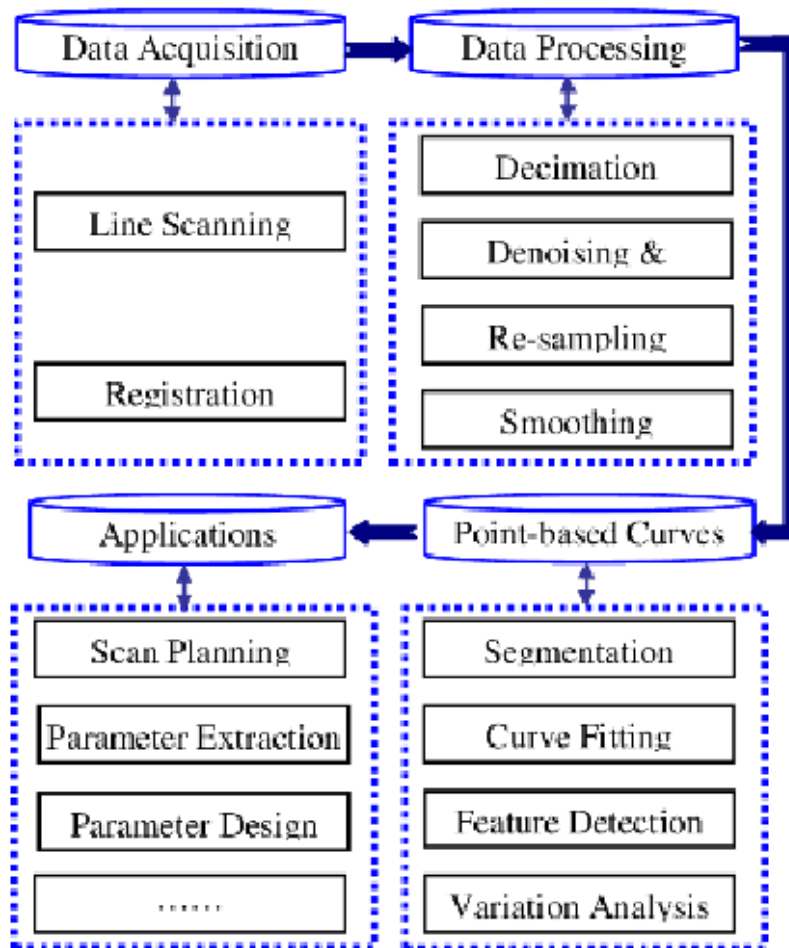 Data Acquisition
Data Processing
Line Scanning
Registration
Decimation
Denoising &
Re-sampling
Smoothing
Applications
Point-based Curves
Scan Planning
Parameter Extraction
Parameter Design
......
Segmentation
Curve Fitting
Feature Detection
Variation Analysis